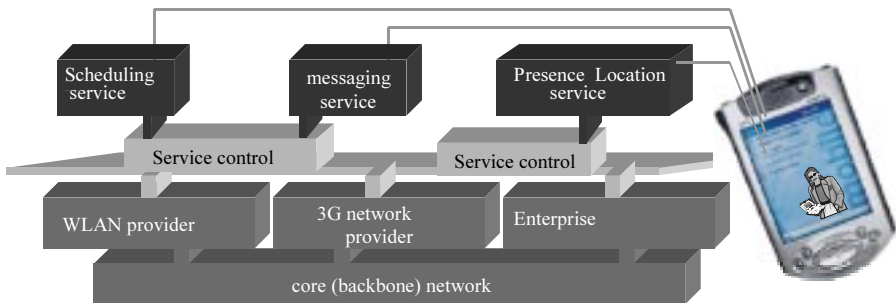 Scheduling
service
messaging
service
Presence Location
service
Service control
Service control
WLAN provider
3G network
provider
Enterprise
core (backbone) network